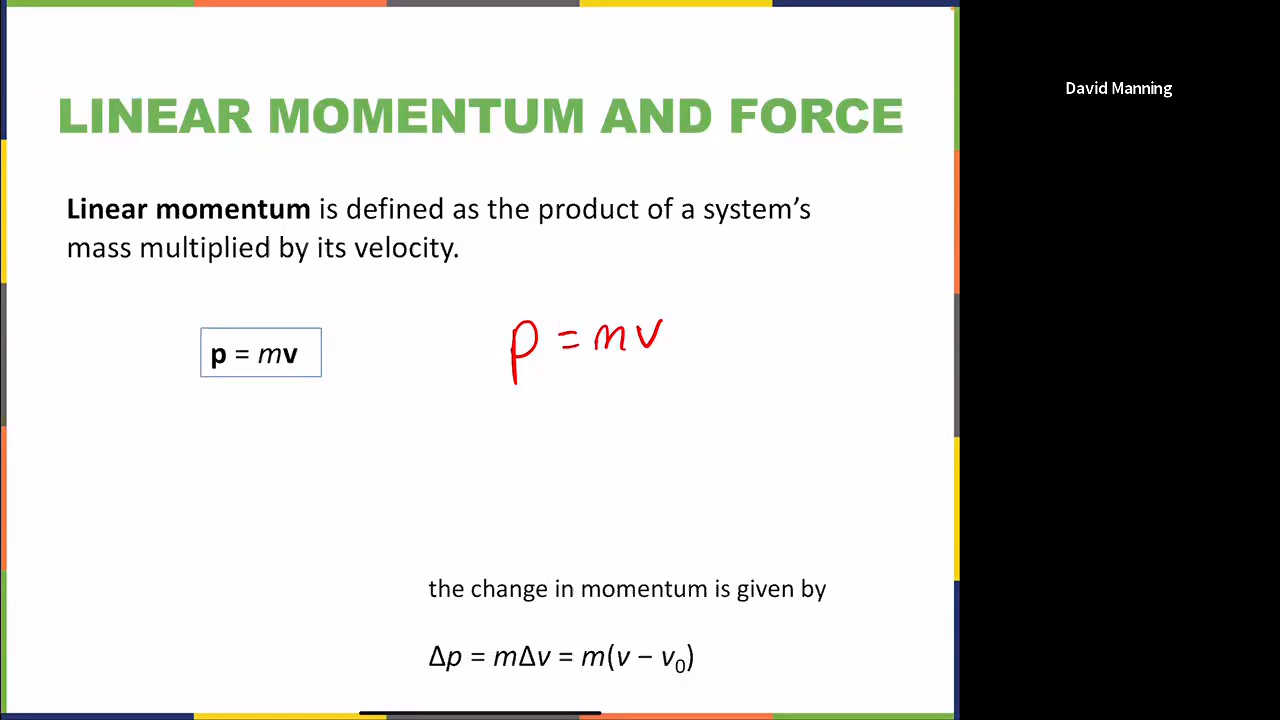 LINEAR MOMENTUM AND FORCE
Linear momentum is defined as the product of a system’s
mass multiplied by its velocity.
p = mv
p = mv
the change in momentum is given by
Δp = mΔv = m(v − v₀)
David Manning